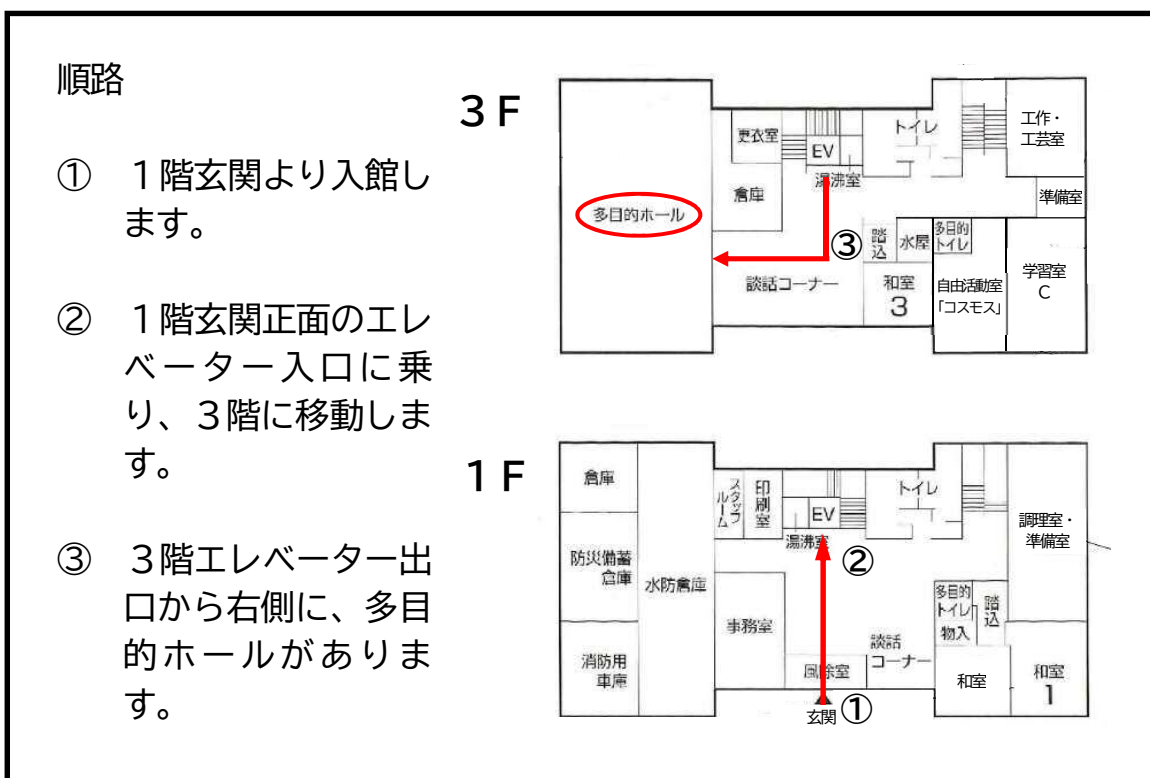 順路
① １階玄関より入館し
ます。
② １階玄関正面のエレ
ベーター入口に乗
り、３階に移動しま
す。
③ ３階エレベーター出
口から右側に、多目
的ホールがありま
す。
３Ｆ
更衣室
EV
トイレ
工作・
工芸室
湯沸室
倉庫
準備室
多目的ホール
③
踏込
水屋
多目的
トイレ
談話コーナー
和室
3
自由活動室
「コスモス」
学習室
C
１Ｆ
倉庫
スタッフ
ルーム
印刷室
EV
トイレ
湯沸室
調理室・
準備室
防災備蓄
倉庫
水防倉庫
②
多目的
トイレ
踏込
物入
事務室
談話
コーナー
消防用
車庫
風除室
和室
和室
1
玄関
①